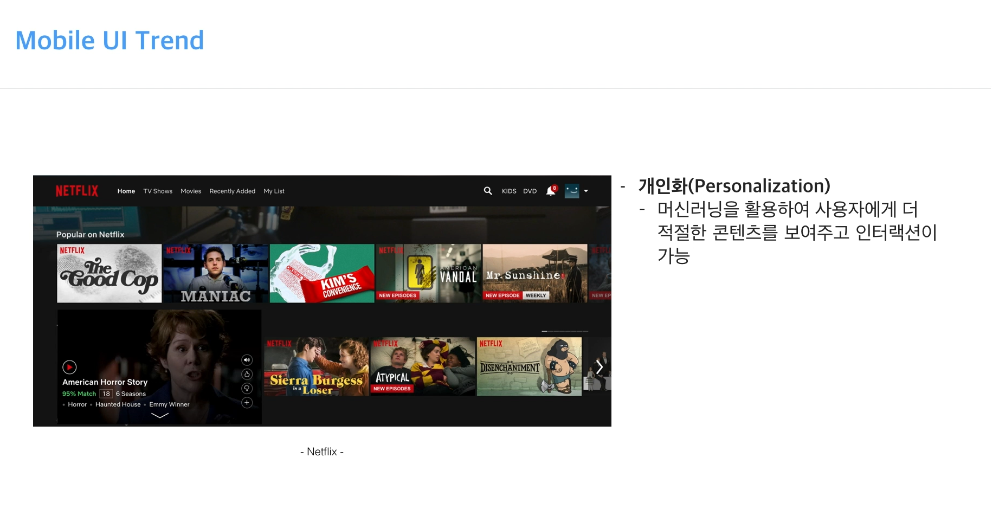 Mobile UI Trend
NETFLIX Home TV Shows Movies Recently Added My List KIDS DVD 8
Popular on Netflix
NETFLIX The Good Cop
NETFLIX MANIAC
KIM'S CONVENIENCE
NETFLIX AMERICAN VANDAL NEW EPISODES
Mr. Sunshine NEW EPISODE WEEKLY
NETFLIX NEW EP
American Horror Story
95% Match 18 6 Seasons
• Horror • Haunted House • Emmy Winner
NETFLIX Sierra Burgess is a Loser
NETFLIX ATYPICAL NEW EPISODES
NETFLIX DISENCHANTMENT
- Netflix -
- 개인화(Personalization)
- 머신러닝을 활용하여 사용자에게 더
적절한 콘텐츠를 보여주고 인터랙션이
가능